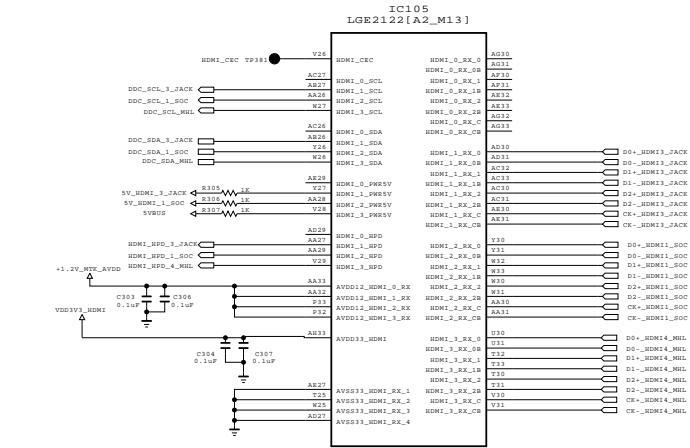 IC105
LGE2122[A2_M13]
HDMI_CEC TP381 V26 HDMI_CEC
AC27 HDMI_0_SCL
DDC_SCL_3_JACK AB27 HDMI_1_SCL
DDC_SCL_1_SOC AA26 HDMI_2_SCL
DDC_SCL_MHL W27 HDMI_3_SCL
AC26 HDMI_0_SDA
DDC_SDA_3_JACK AB26 HDMI_1_SDA
DDC_SDA_1_SOC Y26 HDMI_2_SDA
DDC_SDA_MHL W26 HDMI_3_SDA
AE29 HDMI_0_PWR5V
5V_HDMI_3_JACK R305 1K Y27 HDMI_1_PWR5V
5V_HDMI_1_SOC R306 1K AA28 HDMI_2_PWR5V
5VBUS R307 1K V28 HDMI_3_PWR5V
AD29 HDMI_0_HPD
HDMI_HPD_3_JACK AA27 HDMI_1_HPD
HDMI_HPD_1_SOC AA29 HDMI_2_HPD
HDMI_HPD_4_MHL V29 HDMI_3_HPD
+1.2V_MTK_AVDD
AA33 AVDD12_HDMI_0_RX
AA32 AVDD12_HDMI_1_RX
P33 AVDD12_HDMI_2_RX
P32 AVDD12_HDMI_3_RX
C303 0.1uF
C306 0.1uF
VDD3V3_HDMI
AH33 AVDD33_HDMI
C304 0.1uF
C307 0.1uF
AE27 AVSS33_HDMI_RX_1
T25 AVSS33_HDMI_RX_2
W25 AVSS33_HDMI_RX_3
AD27 AVSS33_HDMI_RX_4
HDMI_0_RX_0 AG30
HDMI_0_RX_0B AG31
HDMI_0_RX_1 AF30
HDMI_0_RX_1B AF31
HDMI_0_RX_2 AE32
HDMI_0_RX_2B AE33
HDMI_0_RX_C AG32
HDMI_0_RX_CB AG33
HDMI_1_RX_0 AD30 D0+_HDMI3_JACK
HDMI_1_RX_0B AD31 D0-_HDMI3_JACK
HDMI_1_RX_1 AC32 D1+_HDMI3_JACK
HDMI_1_RX_1B AC33 D1-_HDMI3_JACK
HDMI_1_RX_2 AC30 D2+_HDMI3_JACK
HDMI_1_RX_2B AC31 D2-_HDMI3_JACK
HDMI_1_RX_C AE30 CK+_HDMI3_JACK
HDMI_1_RX_CB AE31 CK-_HDMI3_JACK
HDMI_2_RX_0 Y30 D0+_HDMI1_SOC
HDMI_2_RX_0B Y31 D0-_HDMI1_SOC
HDMI_2_RX_1 W32 D1+_HDMI1_SOC
HDMI_2_RX_1B W33 D1-_HDMI1_SOC
HDMI_2_RX_2 W30 D2+_HDMI1_SOC
HDMI_2_RX_2B W31 D2-_HDMI1_SOC
HDMI_2_RX_C AA30 CK+_HDMI1_SOC
HDMI_2_RX_CB AA31 CK-_HDMI1_SOC
HDMI_3_RX_0 U30 D0+_HDMI4_MHL
HDMI_3_RX_0B U31 D0-_HDMI4_MHL
HDMI_3_RX_1 T32 D1+_HDMI4_MHL
HDMI_3_RX_1B T33 D1-_HDMI4_MHL
HDMI_3_RX_2 T30 D2+_HDMI4_MHL
HDMI_3_RX_2B T31 D2-_HDMI4_MHL
HDMI_3_RX_C V30 CK+_HDMI4_MHL
HDMI_3_RX_CB V31 CK-_HDMI4_MHL